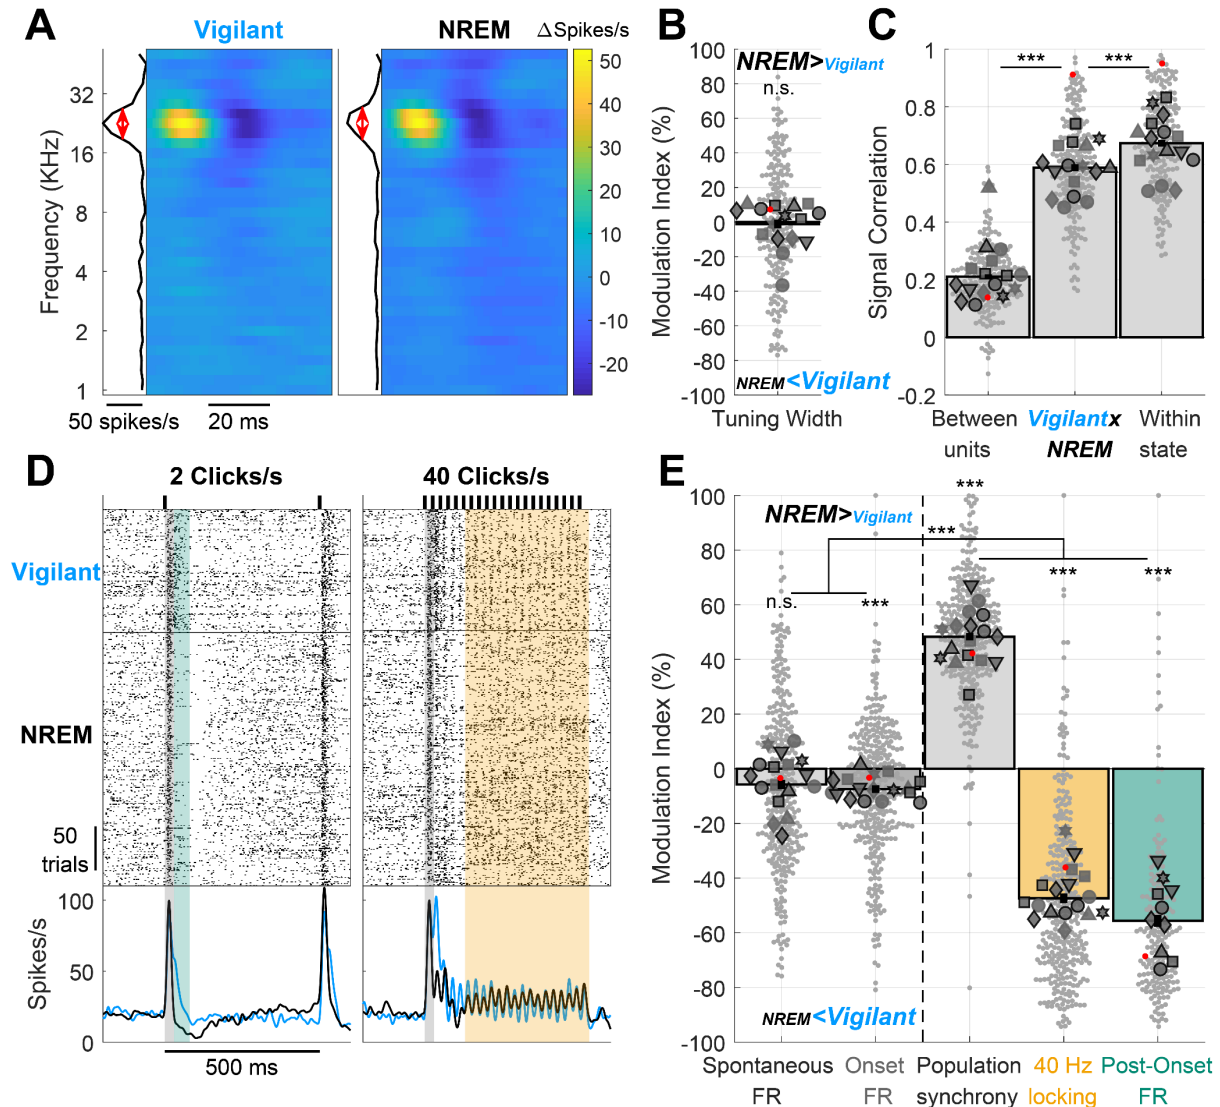 A
Vigilant
NREM
ΔSpikes/s
Frequency (KHz)
32
16
8
4
2
1
50
40
30
20
10
0
-10
-20
50 spikes/s
20 ms
B
Modulation Index (%)
100
80
60
40
20
0
-20
-40
-60
-80
-100
NREM>Vigilant
n.s.
NREM<Vigilant
Tuning Width
C
Signal Correlation
1
0.8
0.6
0.4
0.2
0
-0.2
*** ***
Between units
Vigilant x NREM
Within state
D
2 Clicks/s
40 Clicks/s
Vigilant
NREM
50 trials
Spikes/s
100
50
0
500 ms
E
Modulation Index (%)
100
80
60
40
20
0
-20
-40
-60
-80
-100
NREM>Vigilant
***
***
n.s.
***
***
***
NREM<Vigilant
Spontaneous FR
Onset FR
Population synchrony
40 Hz locking
Post-Onset FR